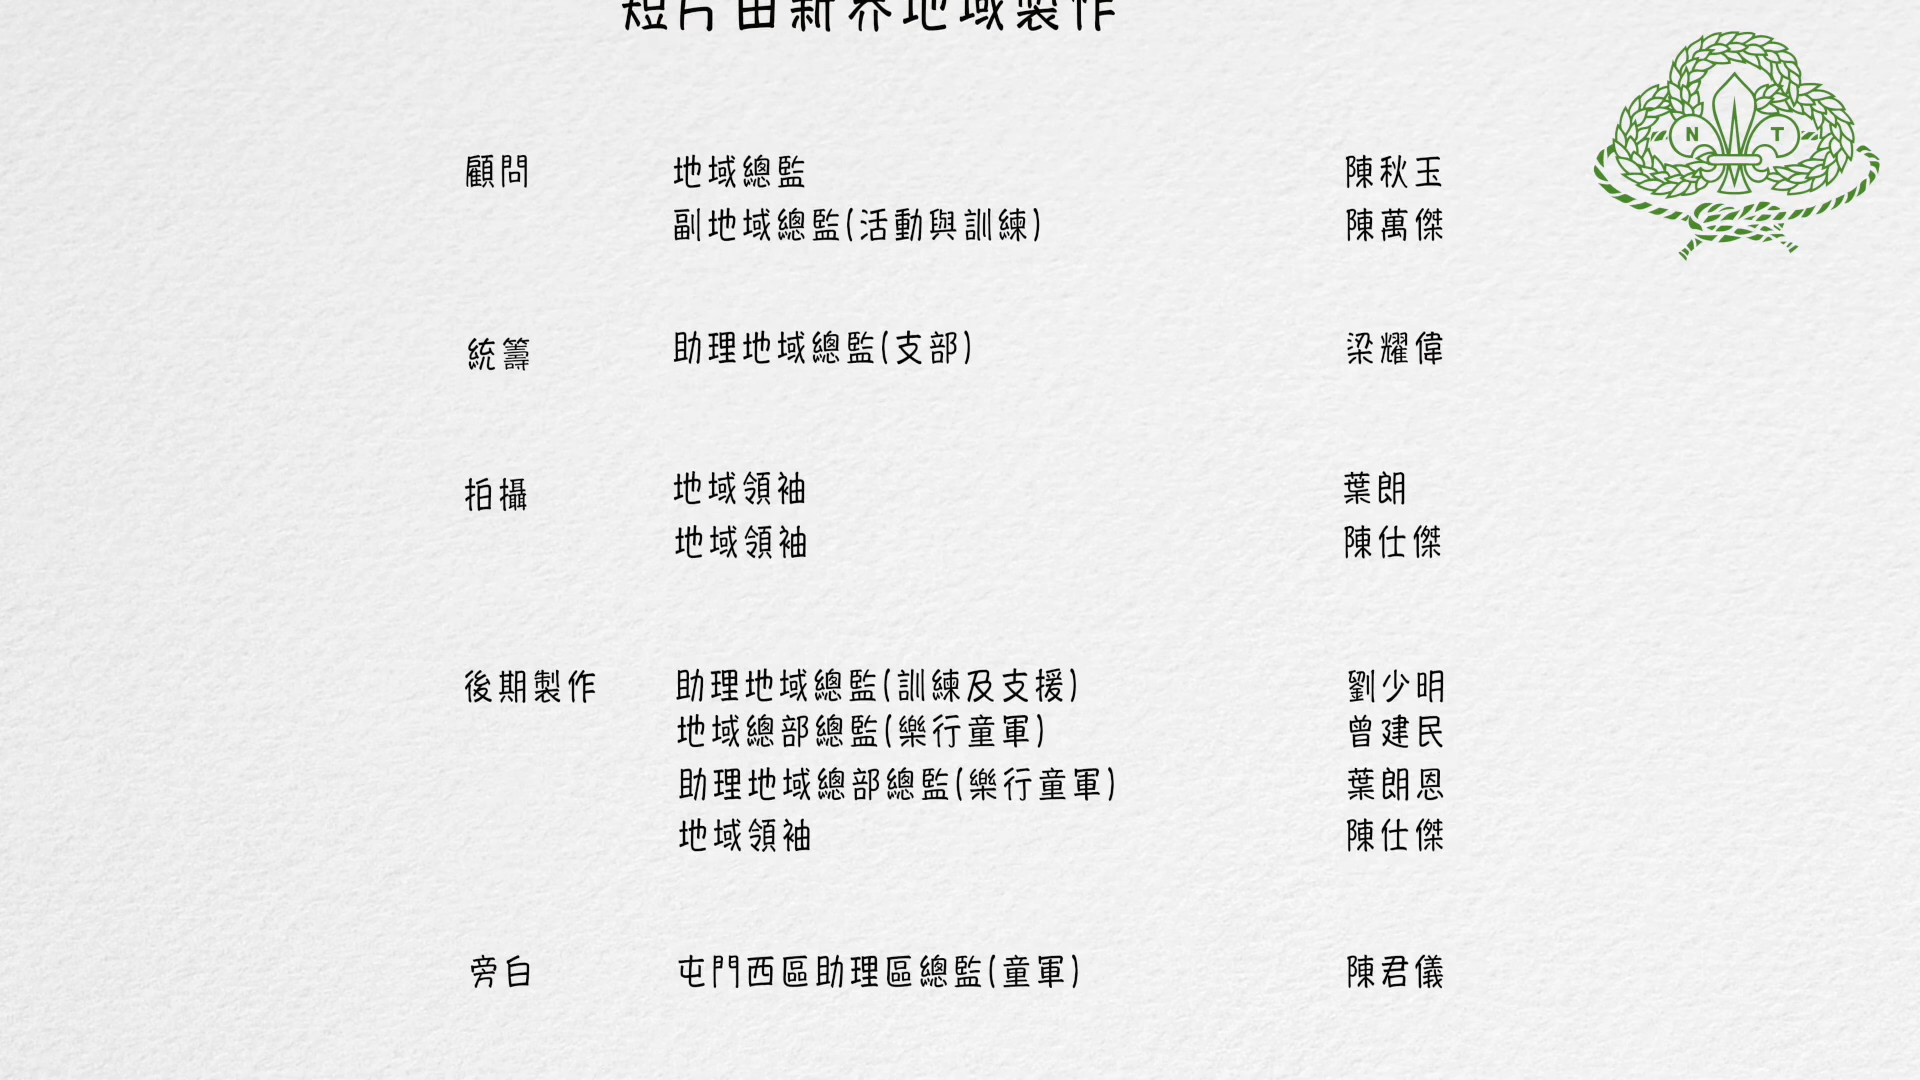 短片由新界地域製作
N T
顧問 地域總監 陳秋玉
副地域總監(活動與訓練) 陳萬傑
統籌 助理地域總監(支部) 梁耀偉
拍攝 地域領袖 葉朗
地域領袖 陳仕傑
後期製作 助理地域總監(訓練及支援) 劉少明
地域總部總監(樂行童軍) 曾建民
助理地域總部總監(樂行童軍) 葉朗恩
地域領袖 陳仕傑
旁白 屯門西區助理區總監(童軍) 陳君儀